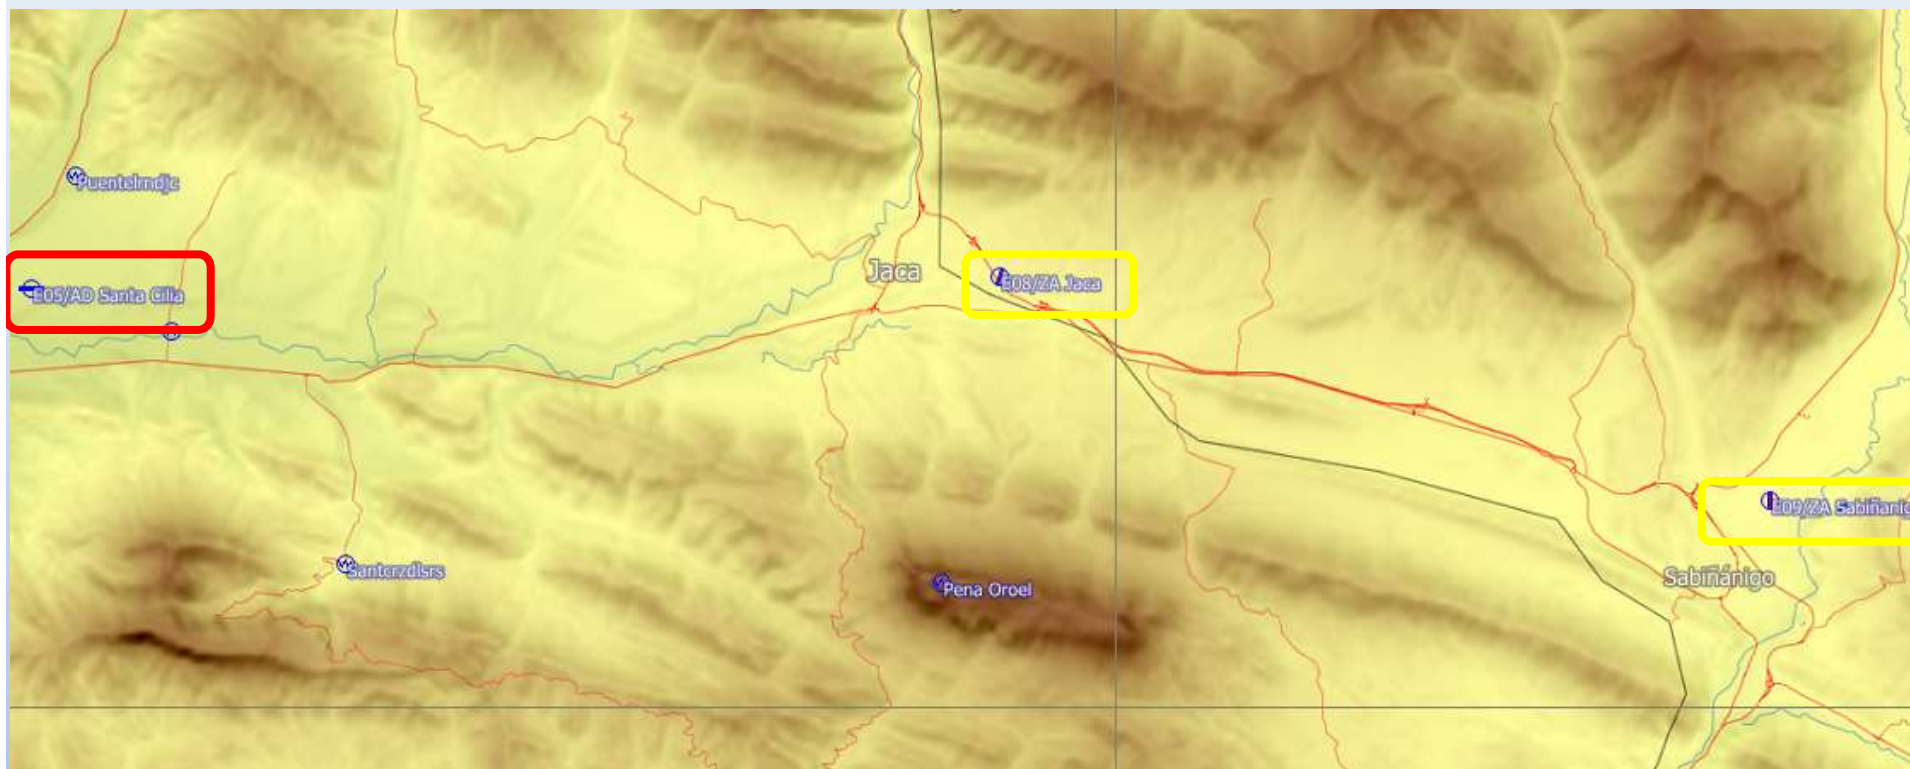 Puentelrndjc
E05/AD Santa Cilia
Jaca
E08/ZA Jaca
E09/ZA Sabiñanig
Santcrzdlsrs
Pena Oroel
Sabiñánigo